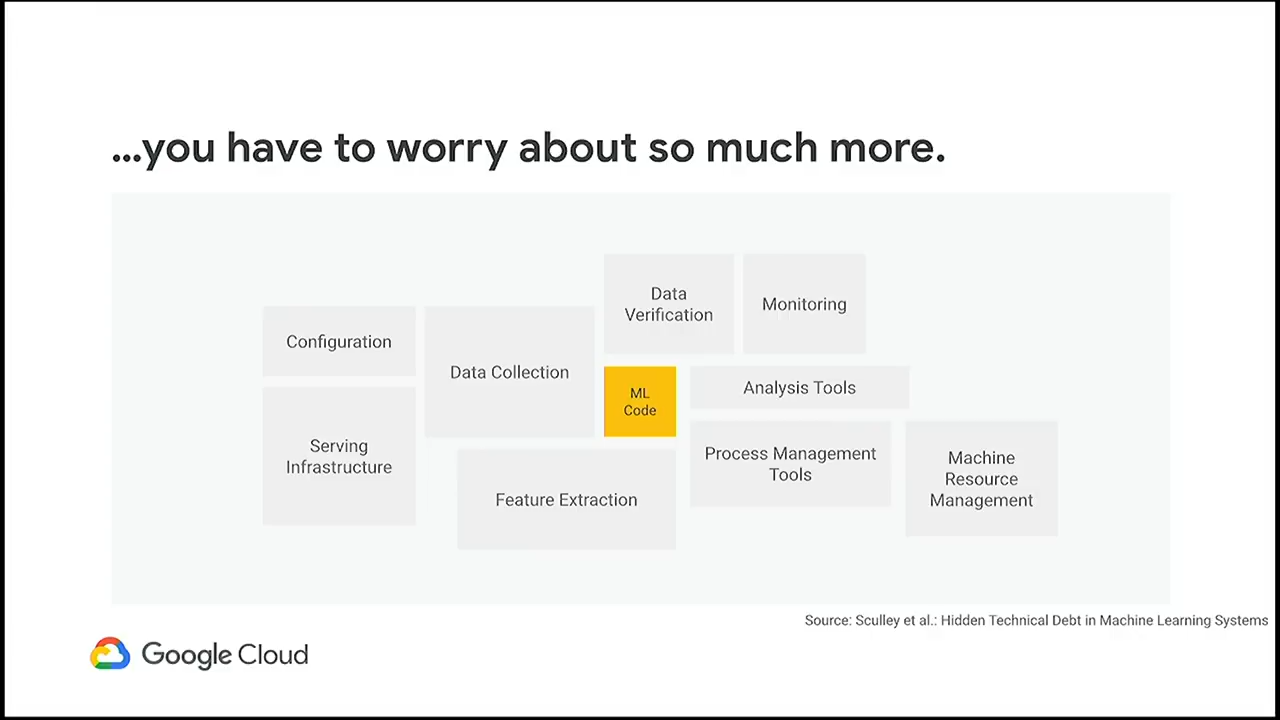 ...you have to worry about so much more.
Data
Verification
Monitoring
Configuration
Data Collection
ML
Code
Analysis Tools
Serving
Infrastructure
Process Management
Tools
Machine
Resource
Management
Feature Extraction
Source: Sculley et al.: Hidden Technical Debt in Machine Learning Systems
Google Cloud